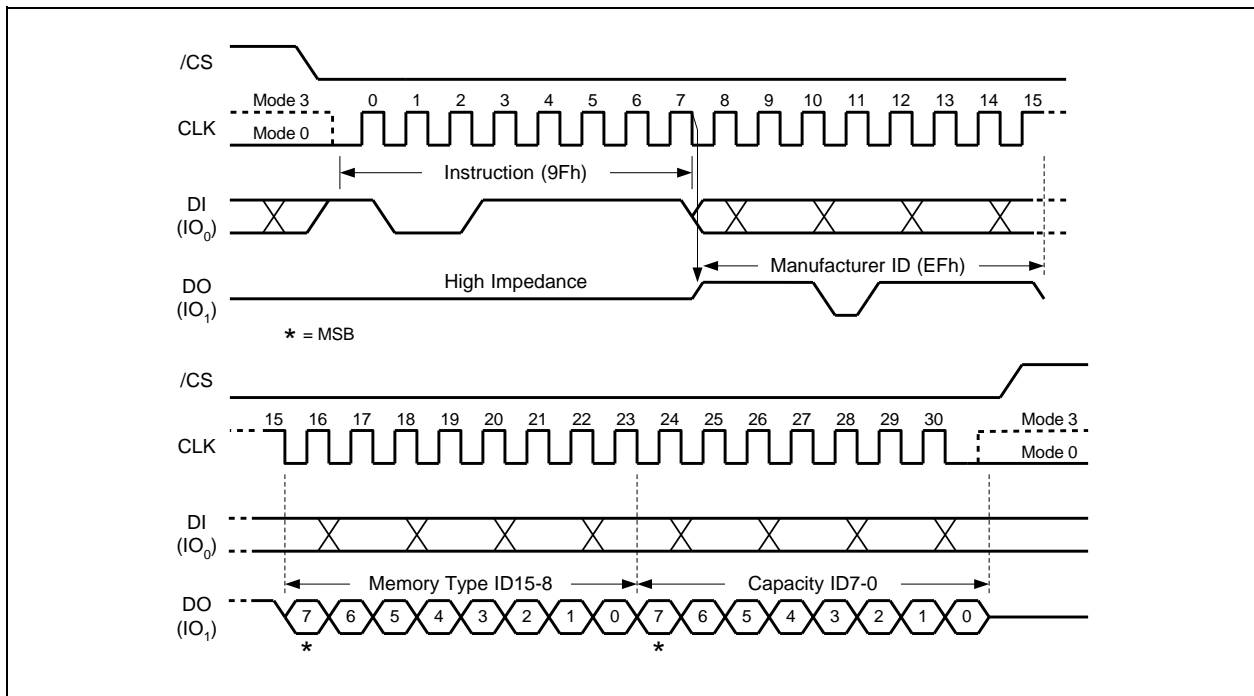 /CS
Mode 3 0 1 2 3 4 5 6 7 8 9 10 11 12 13 14 15
CLK
Mode 0
Instruction (9Fh)
DI
(IO₀)
Manufacturer ID (EFh)
High Impedance
DO
(IO₁)
* = MSB
/CS
15 16 17 18 19 20 21 22 23 24 25 26 27 28 29 30
Mode 3
CLK
Mode 0
DI
(IO₀)
Memory Type ID15-8 Capacity ID7-0
DO
(IO₁)
7 6 5 4 3 2 1 0 7 6 5 4 3 2 1 0
* *